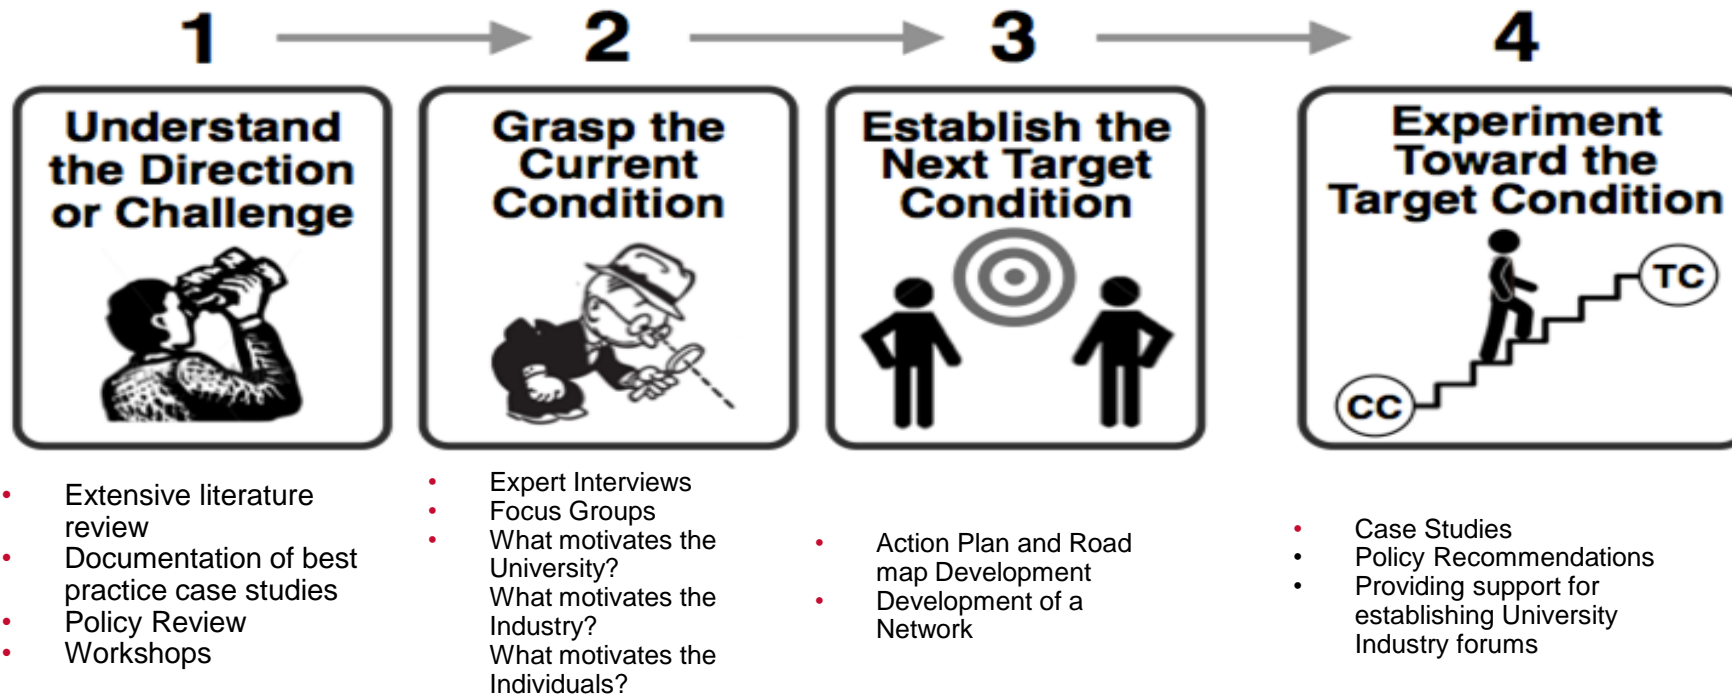 1
2
3
4
Understand
the Direction
or Challenge
Grasp the
Current
Condition
Establish the
Next Target
Condition
Experiment
Toward the
Target Condition
TC
CC
• Extensive literature
review
• Documentation of best
practice case studies
• Policy Review
• Workshops
• Expert Interviews
• Focus Groups
• What motivates the
University?
What motivates the
Industry?
What motivates the
Individuals?
• Action Plan and Road
map Development
• Development of a
Network
• Case Studies
• Policy Recommendations
• Providing support for
establishing University
Industry forums